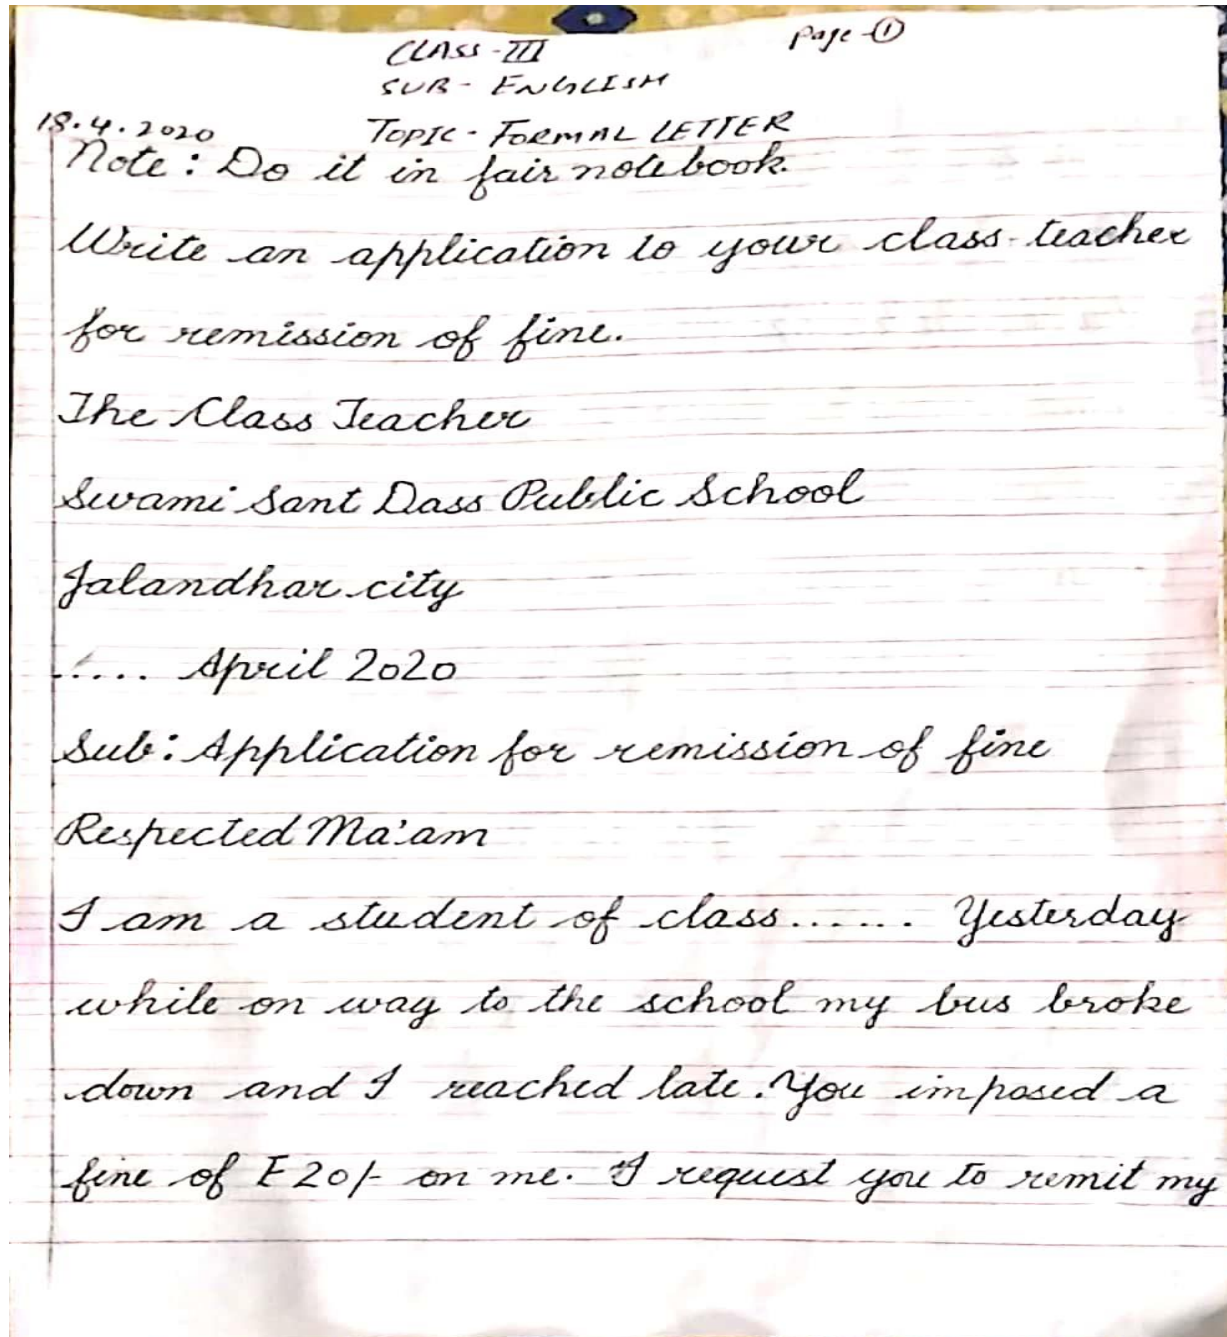 Page - ①
CLASS - III
SUB - ENGLISH
18.4.2020 TOPIC - FORMAL LETTER
Note : Do it in fair notebook.
Write an application to your class-teacher
for remission of fine.
The Class Teacher
Swami Sant Dass Public School
Jalandhar city
..... April 2020
Sub: Application for remission of fine
Respected Ma'am
I am a student of class...... Yesterday
while on way to the school my bus broke
down and I reached late. You imposed a
fine of ₹ 20/- on me. I request you to remit my